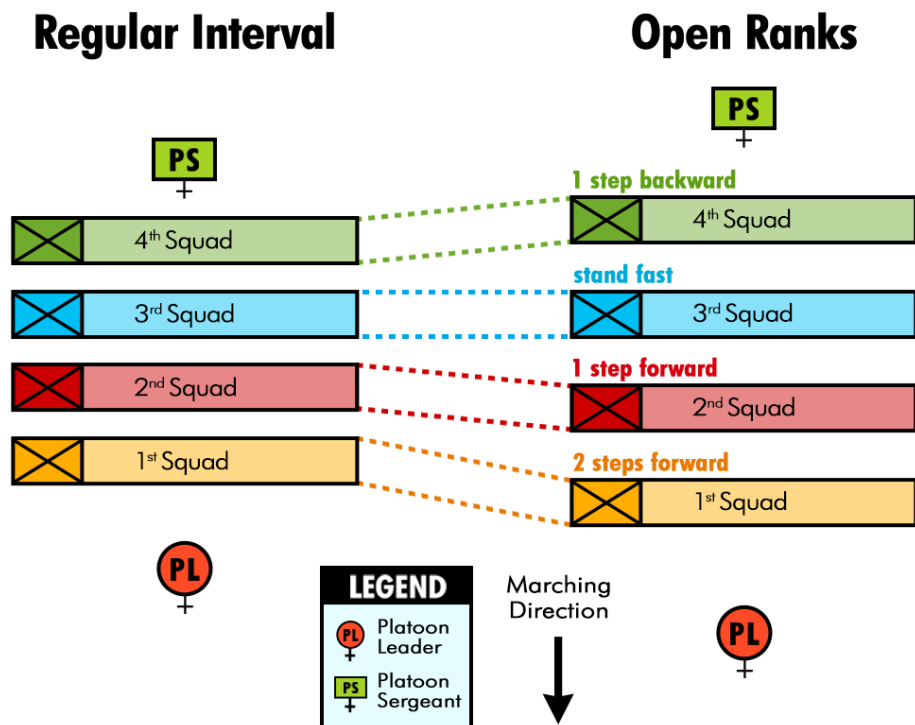 Regular Interval
Open Ranks
PS
4th Squad
3rd Squad
2nd Squad
1st Squad
PL
PS
1 step backward
4th Squad
stand fast
3rd Squad
1 step forward
2nd Squad
2 steps forward
1st Squad
PL
LEGEND
PL Platoon
Leader
PS Platoon
Sergeant
Marching
Direction